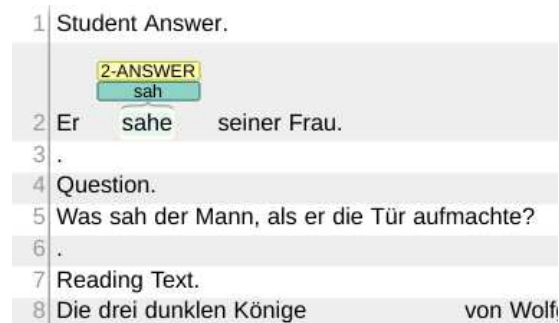 1 Student Answer.
2-ANSWER
sah
2 Er sahe seiner Frau.
3 .
4 Question.
5 Was sah der Mann, als er die Tür aufmachte?
6 .
7 Reading Text.
8 Die drei dunklen Könige von Wolfg